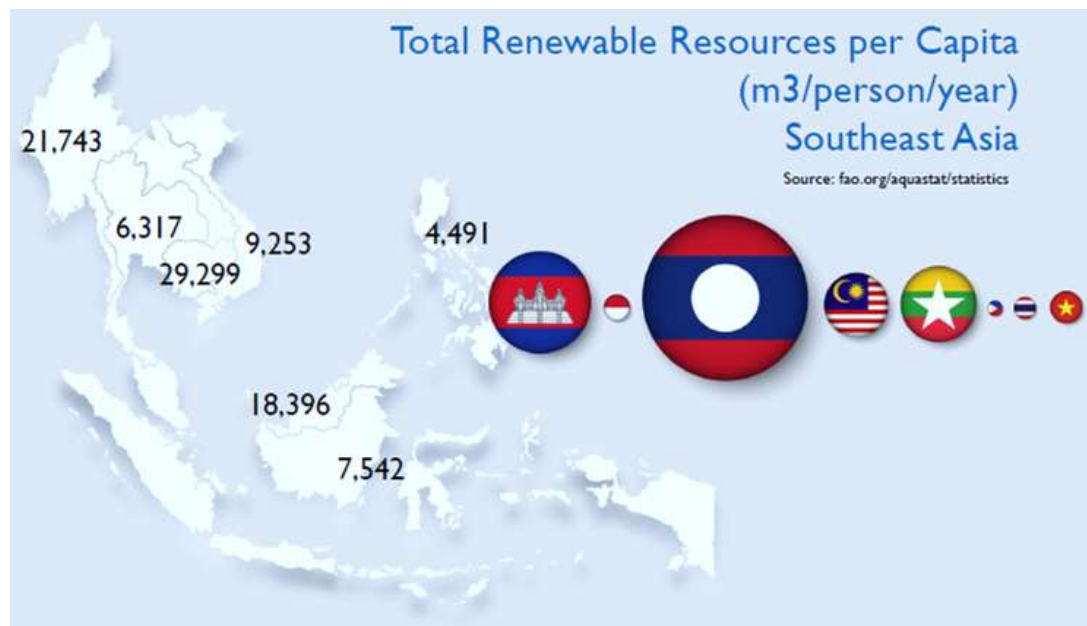 Total Renewable Resources per Capita
(m3/person/year)
Southeast Asia
Source: fao.org/aquastat/statistics
21,743
6,317
9,253
29,299
4,491
18,396
7,542